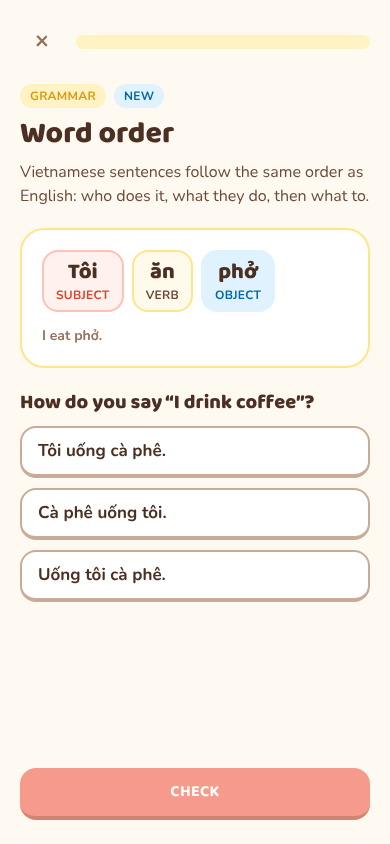 ×
GRAMMAR NEW
Word order
Vietnamese sentences follow the same order as
English: who does it, what they do, then what to.
Tôi ăn phở
SUBJECT VERB OBJECT
I eat phở.
How do you say “I drink coffee”?
Tôi uống cà phê.
Cà phê uống tôi.
Uống tôi cà phê.
CHECK